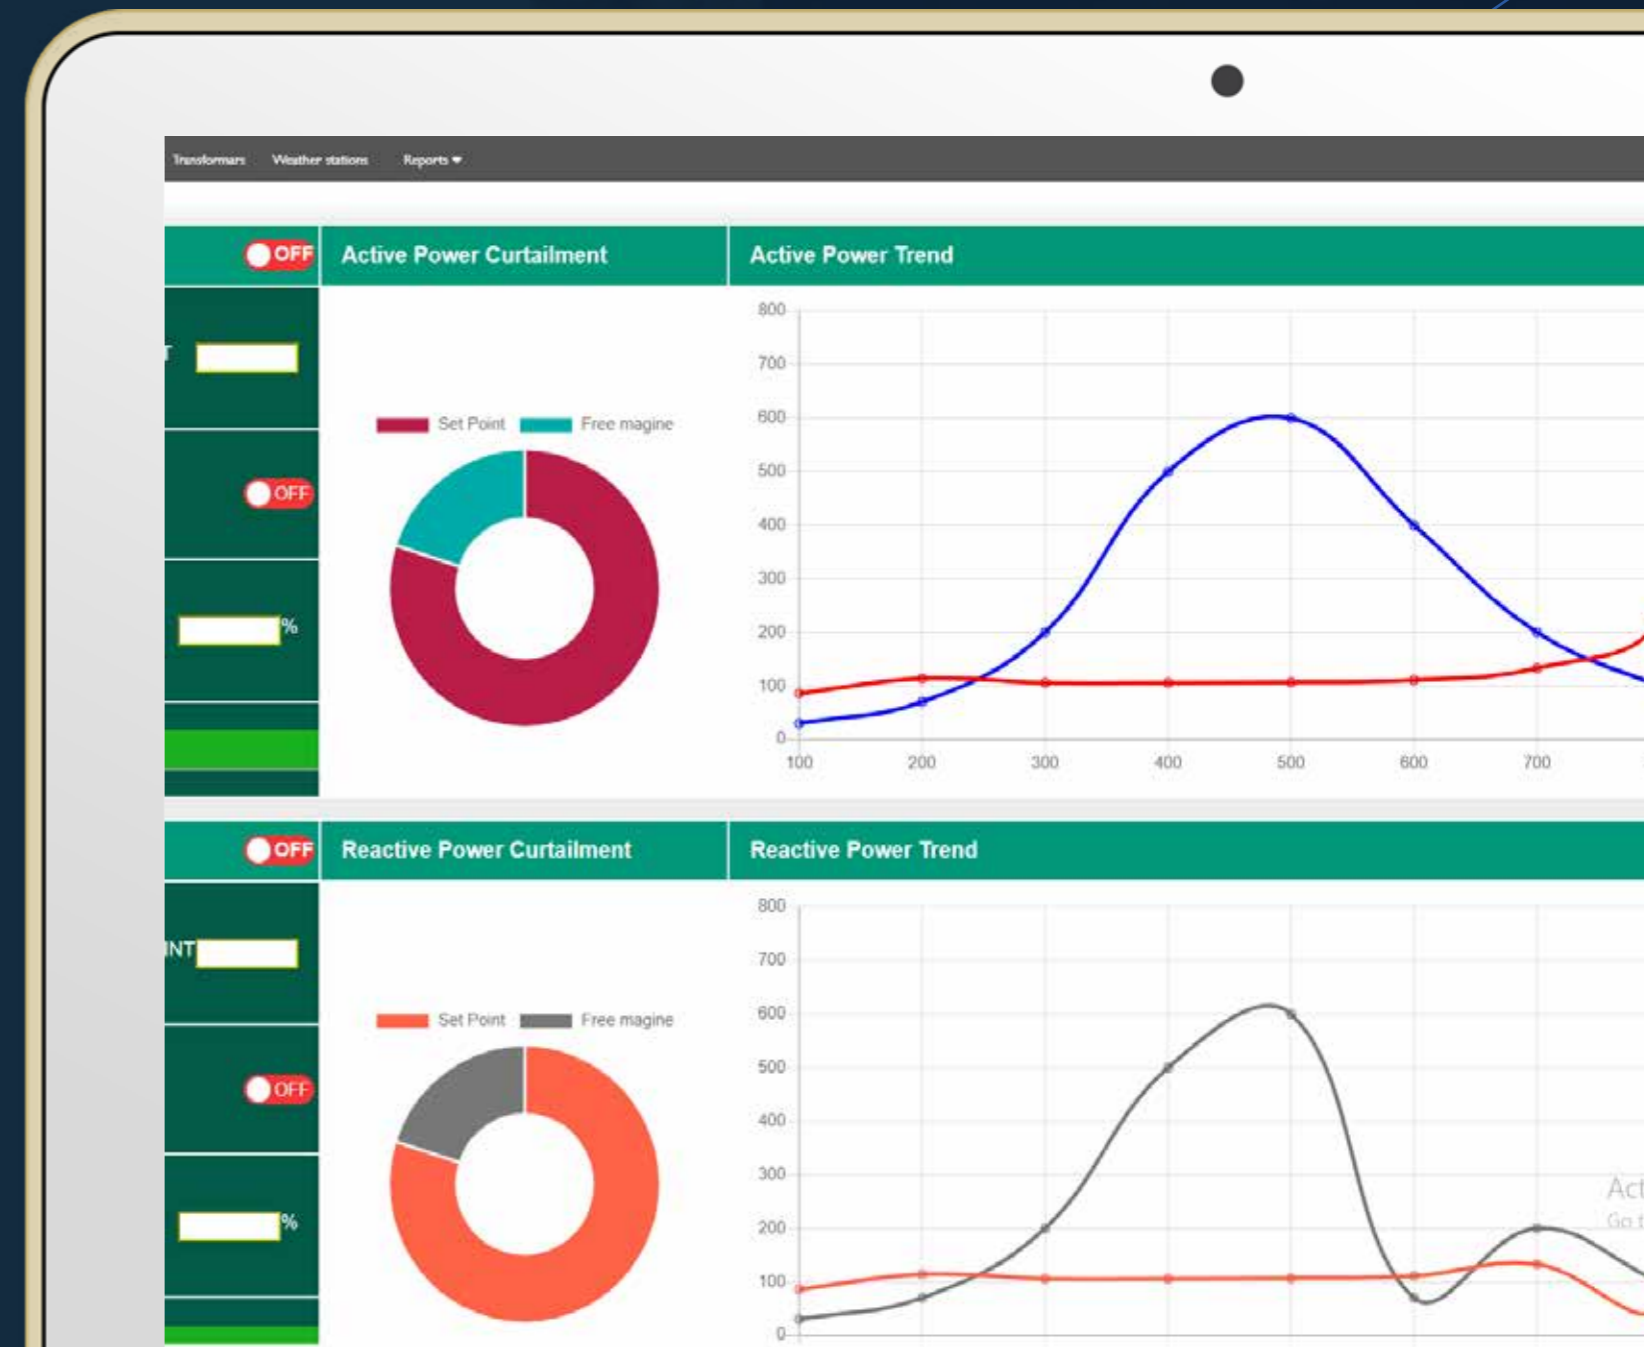 Transformars Weather stations Reports
OFF Active Power Curtailment Active Power Trend
T
Set Point Free magine
OFF
%
800
700
600
500
400
300
200
100
0
100 200 300 400 500 600 700
OFF Reactive Power Curtailment Reactive Power Trend
INT
Set Point Free magine
OFF
%
800
700
600
500
400
300
200
100
0
Act
Go t